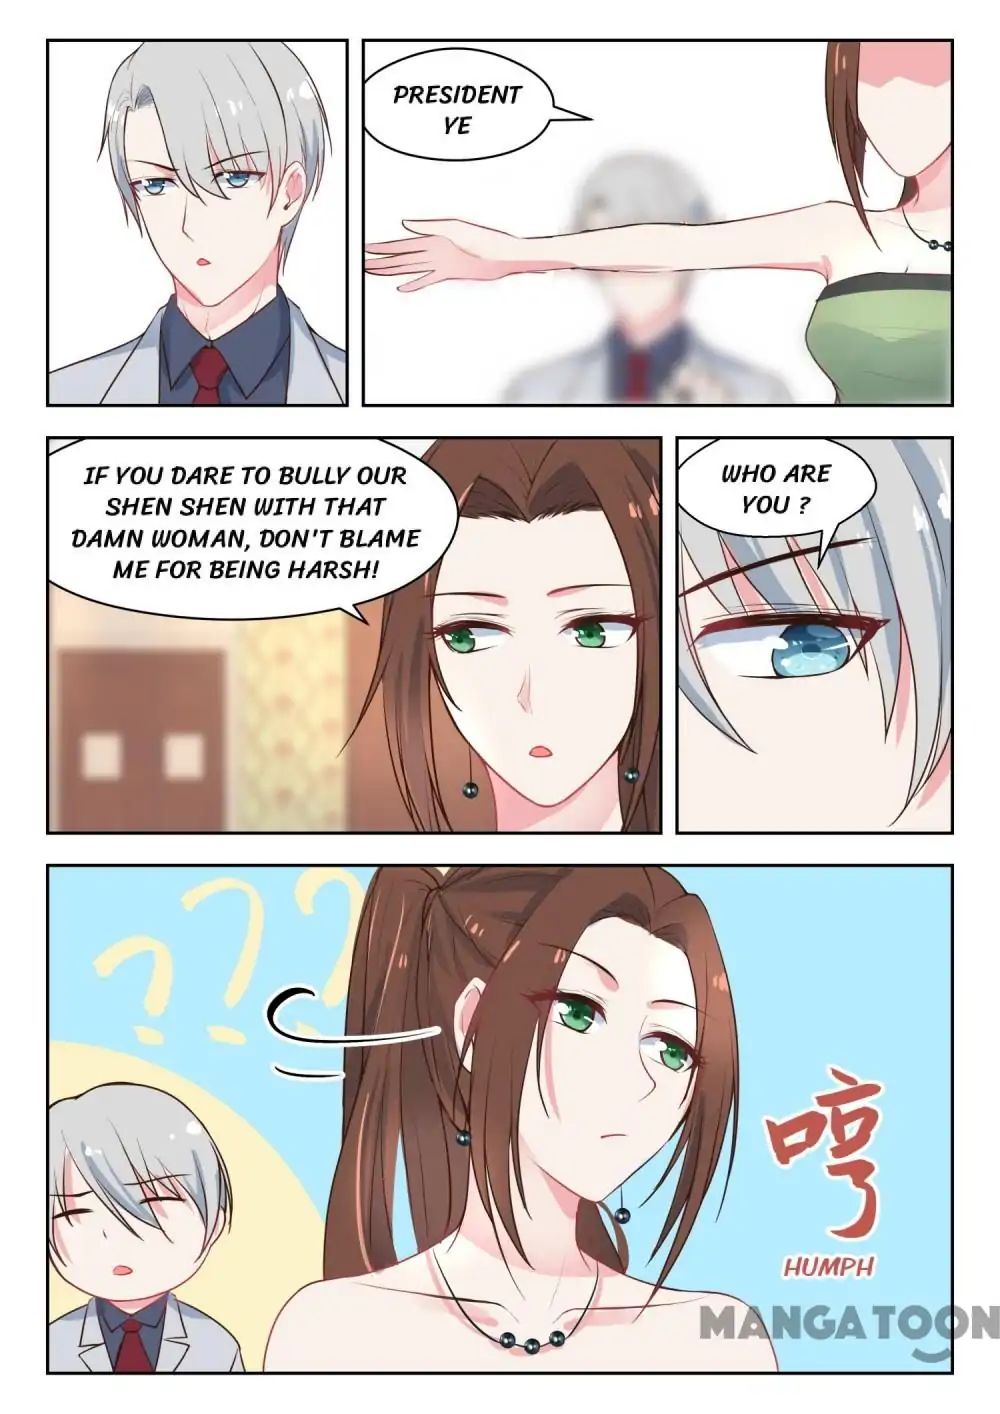 PRESIDENT
YE
IF YOU DARE TO BULLY OUR
SHEN SHEN WITH THAT
DAMN WOMAN, DON'T BLAME
ME FOR BEING HARSH!
WHO ARE
YOU ?
???
哼
HUMPH
MANGATOON